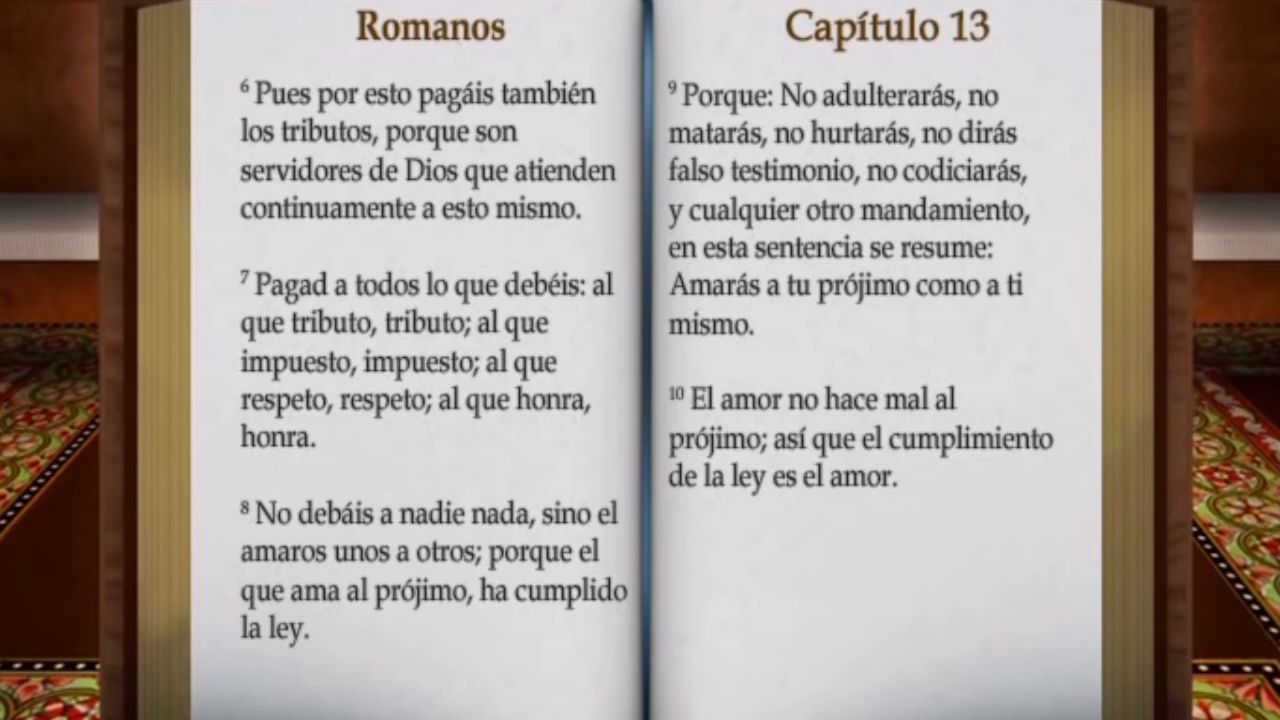 Romanos
⁶ Pues por esto pagáis también
los tributos, porque son
servidores de Dios que atienden
continuamente a esto mismo.
⁷ Pagad a todos lo que debéis: al
que tributo, tributo; al que
impuesto, impuesto; al que
respeto, respeto; al que honra,
honra.
⁸ No debáis a nadie nada, sino el
amaros unos a otros; porque el
que ama al prójimo, ha cumplido
la ley.
Capítulo 13
⁹ Porque: No adulterarás, no
matarás, no hurtarás, no dirás
falso testimonio, no codiciarás,
y cualquier otro mandamiento,
en esta sentencia se resume:
Amarás a tu prójimo como a ti
mismo.
¹⁰ El amor no hace mal al
prójimo; así que el cumplimiento
de la ley es el amor.